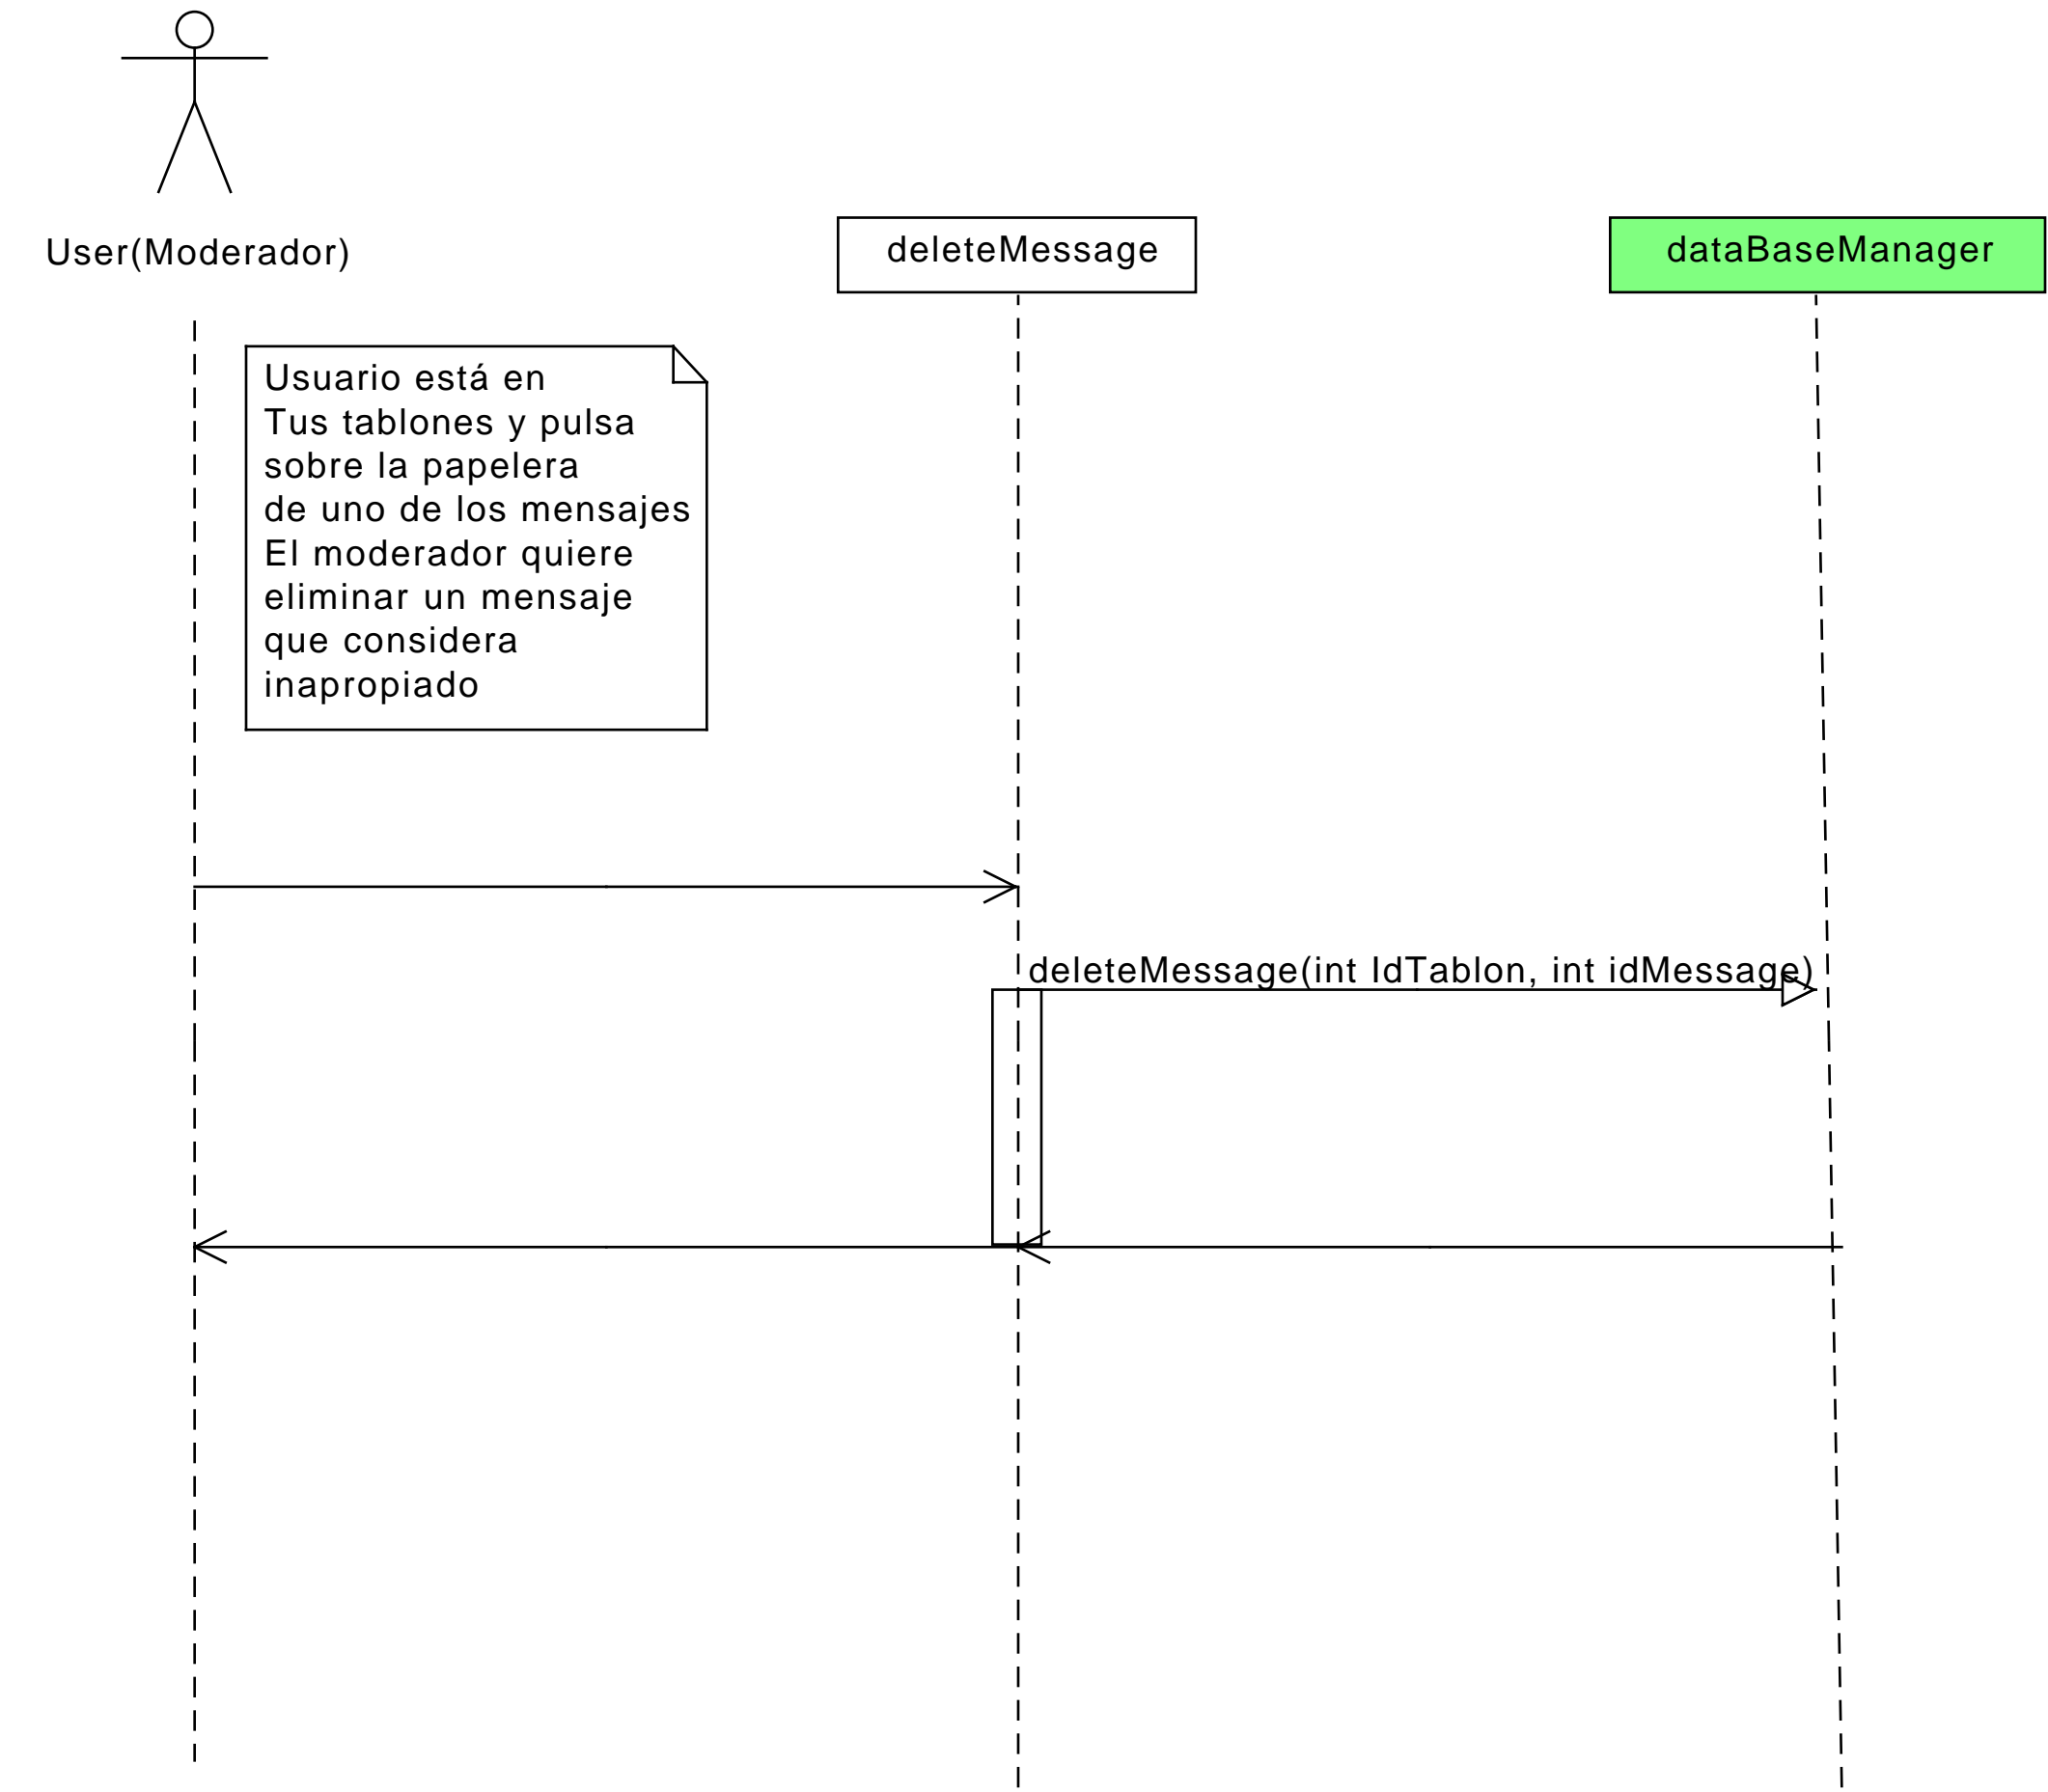 User(Moderador)
deleteMessage
dataBaseManager
Usuario está en
Tus tablones y pulsa
sobre la papelera
de uno de los mensajes
El moderador quiere
eliminar un mensaje
que considera
inapropiado
deleteMessage(int IdTablon, int idMessage)